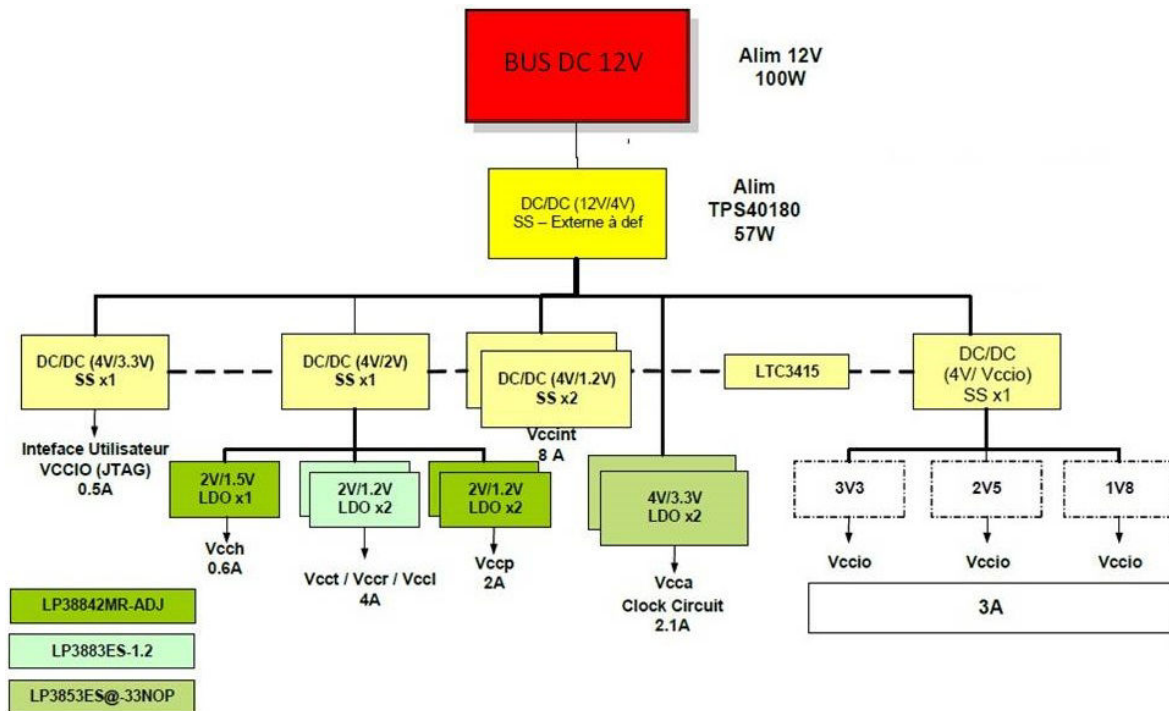 BUS DC 12V
Alim 12V
100W
DC/DC (12V/4V)
SS – Externe à def
Alim
TPS40180
57W
DC/DC (4V/3.3V)
SS x1
DC/DC (4V/2V)
SS x1
DC/DC (4V/1.2V)
SS x2
LTC3415
DC/DC
(4V/ Vccio)
SS x1
Inteface Utilisateur
VCCIO (JTAG)
0.5A
Vccint
8 A
2V/1.5V
LDO x1
2V/1.2V
LDO x2
2V/1.2V
LDO x2
4V/3.3V
LDO x2
3V3
2V5
1V8
Vcch
0.6A
Vcct / Vccr / Vccl
4A
Vccp
2A
Vcca
Clock Circuit
2.1A
Vccio
Vccio
Vccio
3A
LP38842MR-ADJ
LP3883ES-1.2
LP3853ES@-33NOP